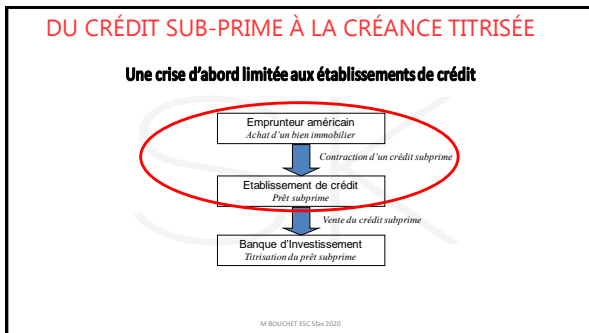 DU CRÉDIT SUB-PRIME À LA CRÉANCE TITRISÉE
Une crise d'abord limitée aux établissements de crédit
Emprunteur américain
Achat d'un bien immobilier
Contraction d'un crédit subprime
Etablissement de crédit
Prêt subprime
Vente du crédit subprime
Banque d'Investissement
Titrisation du prêt subprime
SK
M BOUCHET ESC Sfax 2020